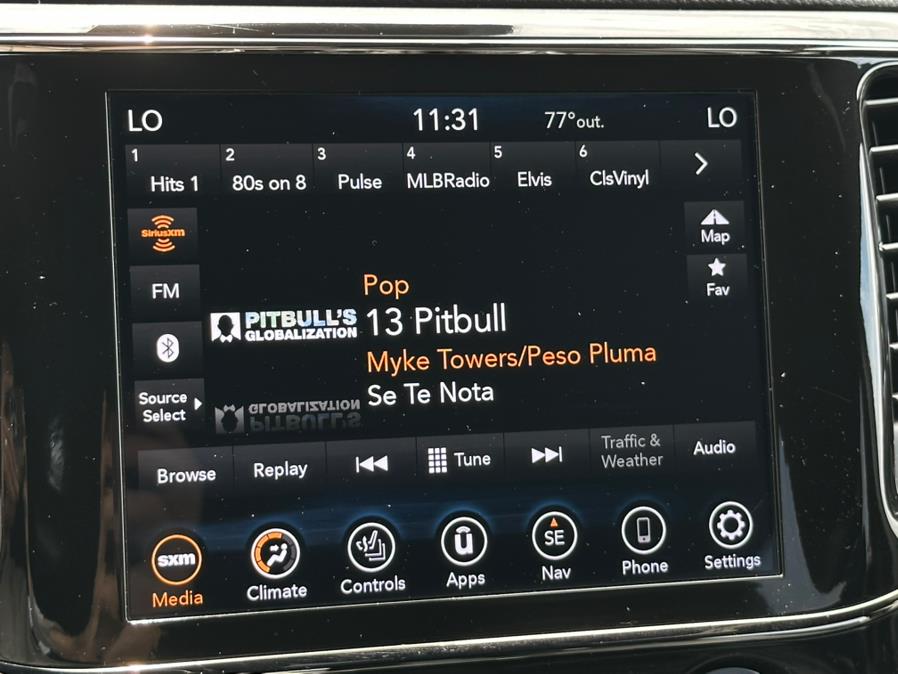 LO 11:31 77°out. LO
1 Hits 1 2 80s on 8 3 Pulse 4 MLBRadio 5 Elvis 6 ClsVinyl
SiriusXM
Map
FM
Fav
Pop
PITBULL'S
GLOBALIZATION
13 Pitbull
Myke Towers/Peso Pluma
Source
Select
Se Te Nota
GLOBALIZATION
PITBULL'S
Browse Replay Tune Traffic &
Weather Audio
sxm
Media
Climate
Controls
û
Apps
SE
Nav
Phone
Settings